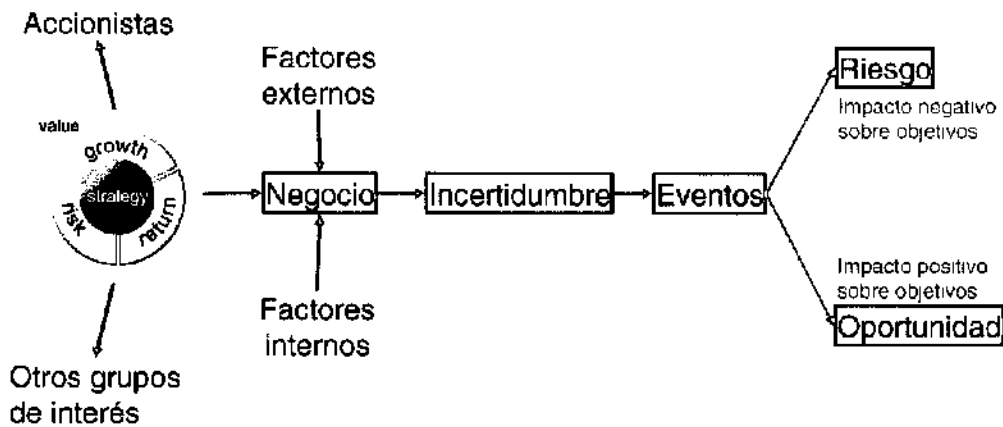 Accionistas
value
growth
strategy
risk
return
Otros grupos
de interés
Factores
externos
Negocio
Factores
internos
Incertidumbre
Eventos
Riesgo
Impacto negativo
sobre objetivos
Impacto positivo
sobre objetivos
Oportunidad